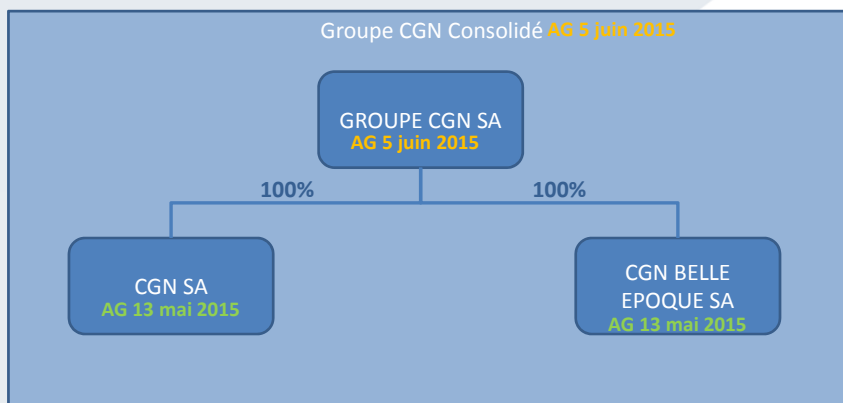 Groupe CGN Consolidé AG 5 juin 2015
GROUPE CGN SA
AG 5 juin 2015
100%
100%
CGN SA
AG 13 mai 2015
CGN BELLE
EPOQUE SA
AG 13 mai 2015